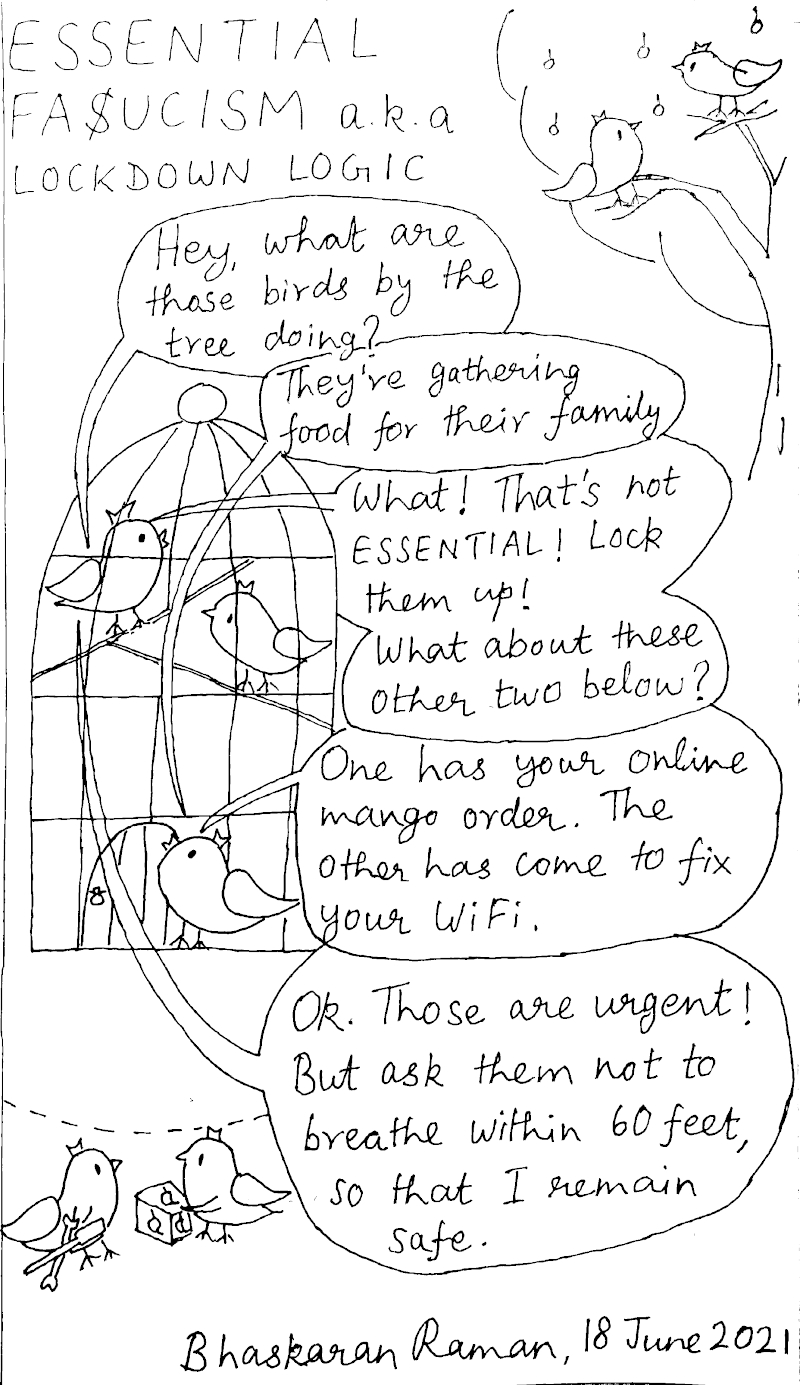 ESSENTIAL
FA$UCISM a.k.a
LOCKDOWN LOGIC
Hey, what are
those birds by the
tree doing?
They're gathering
food for their family
What! That's not
ESSENTIAL! Lock
them up!
What about these
other two below?
One has your online
mango order. The
other has come to fix
your WiFi.
Ok. Those are urgent!
But ask them not to
breathe within 60 feet,
so that I remain
safe.
a
a
d
Bhaskaran Raman, 18 June 2021